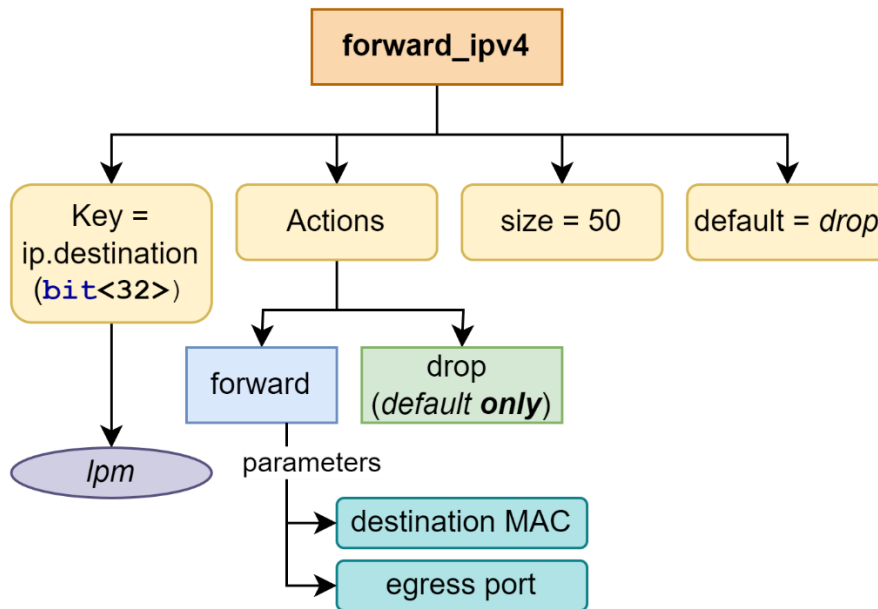 forward_ipv4
Key =
ip.destination
(bit<32>)
Actions
size = 50
default = drop
forward
drop
(default only)
lpm
parameters
destination MAC
egress port